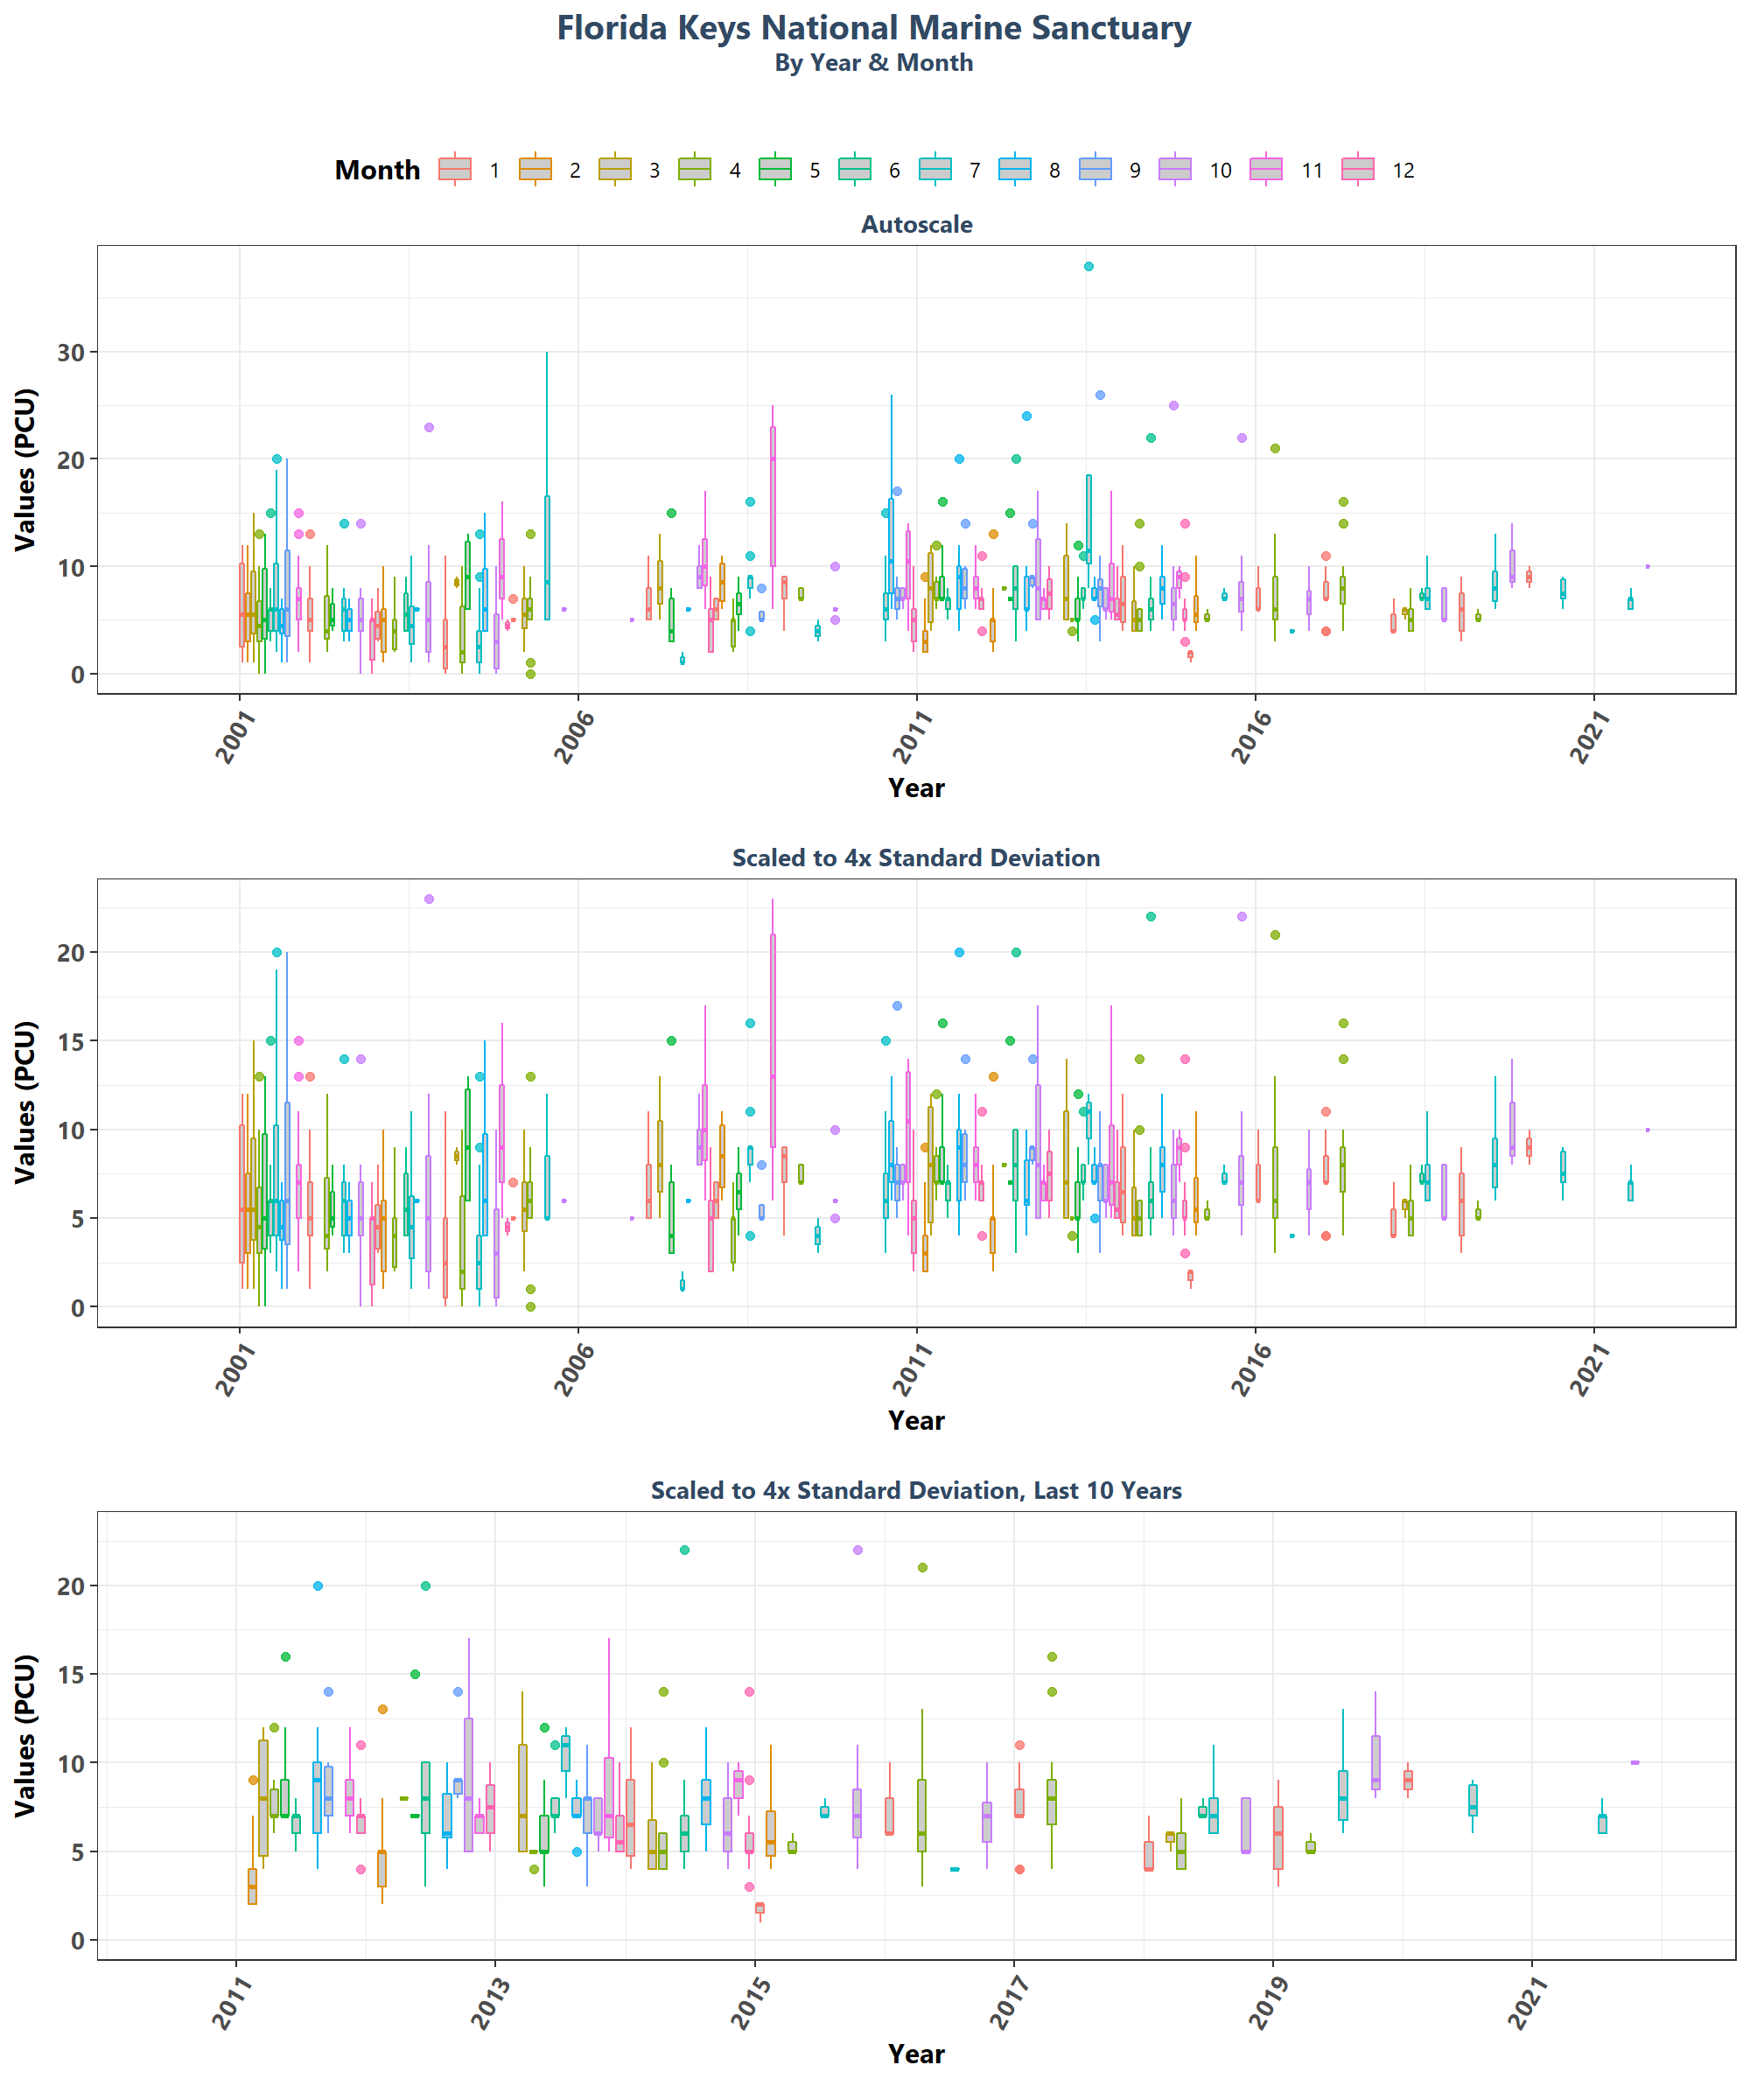 Florida Keys National Marine Sanctuary
By Year & Month
Month 1 2 3 4 5 6 7 8 9 10 11 12
Autoscale
Values (PCU)
30
20
10
0
2001 2006 2011 2016 2021
Year
Scaled to 4x Standard Deviation
Values (PCU)
20
15
10
5
0
2001 2006 2011 2016 2021
Year
Scaled to 4x Standard Deviation, Last 10 Years
Values (PCU)
20
15
10
5
0
2011 2013 2015 2017 2019 2021
Year